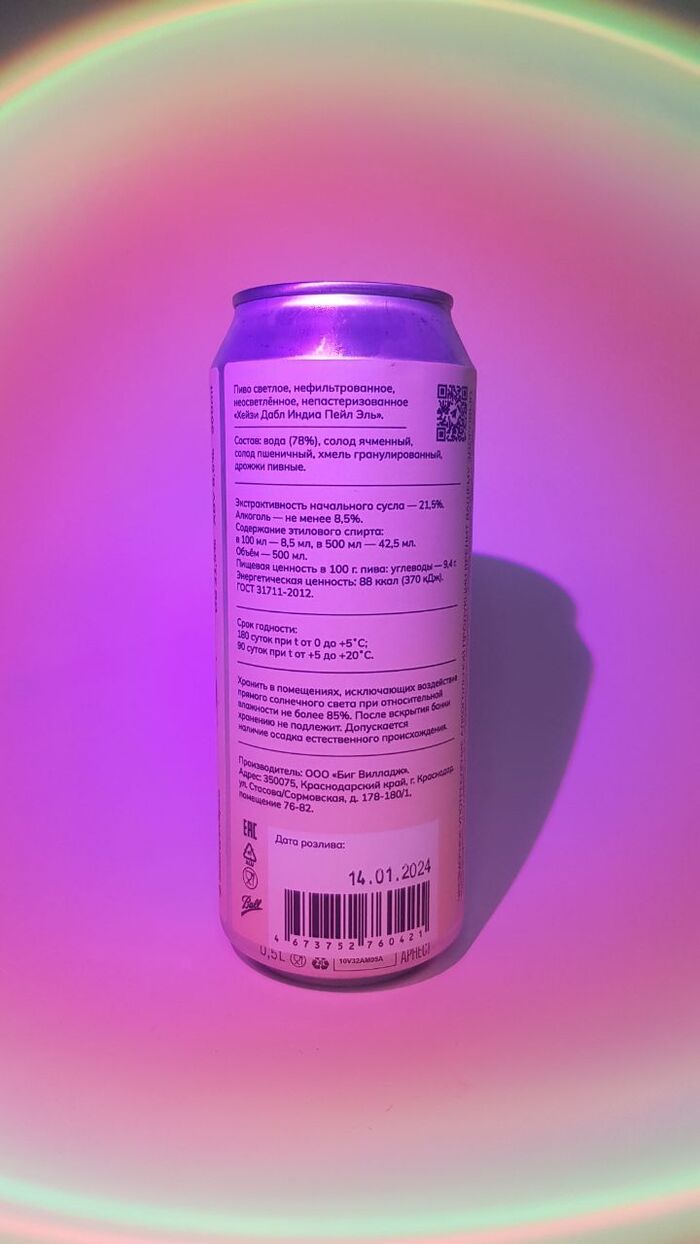 Пиво светлое, нефильтрованное,
неосветлённое, непастеризованное
«Хейзи Дабл Индиа Пейл Эль».
Состав: вода (78%), солод ячменный,
солод пшеничный, хмель гранулированный,
дрожжи пивные.
Экстрактивность начального сусла — 21,5%.
Алкоголь — не менее 8,5%.
Содержание этилового спирта:
в 100 мл — 8,5 мл, в 500 мл — 42,5 мл.
Объём — 500 мл.
Пищевая ценность в 100 г. пива: углеводы — 9,4 г.
Энергетическая ценность: 88 ккал (370 кДж).
ГОСТ 31711-2012.
Срок годности:
180 суток при t от 0 до +5°С;
90 суток при t от +5 до +20°С.
Хранить в помещениях, исключающих воздействие
прямого солнечного света при относительной
влажности не более 85%. После вскрытия банки
хранению не подлежит. Допускается
наличие осадка естественного происхождения.
Производитель: ООО «Биг Вилладж».
Адрес: 350075, Краснодарский край, г. Краснодар,
ул. Стасова/Сормовская, д. 178-180/1,
помещение 76-82.
ЕАС
Дата розлива:
14.01.2024
Ball
4 673752 760421
0,5L
10V32AM05A
АРНЕСТ